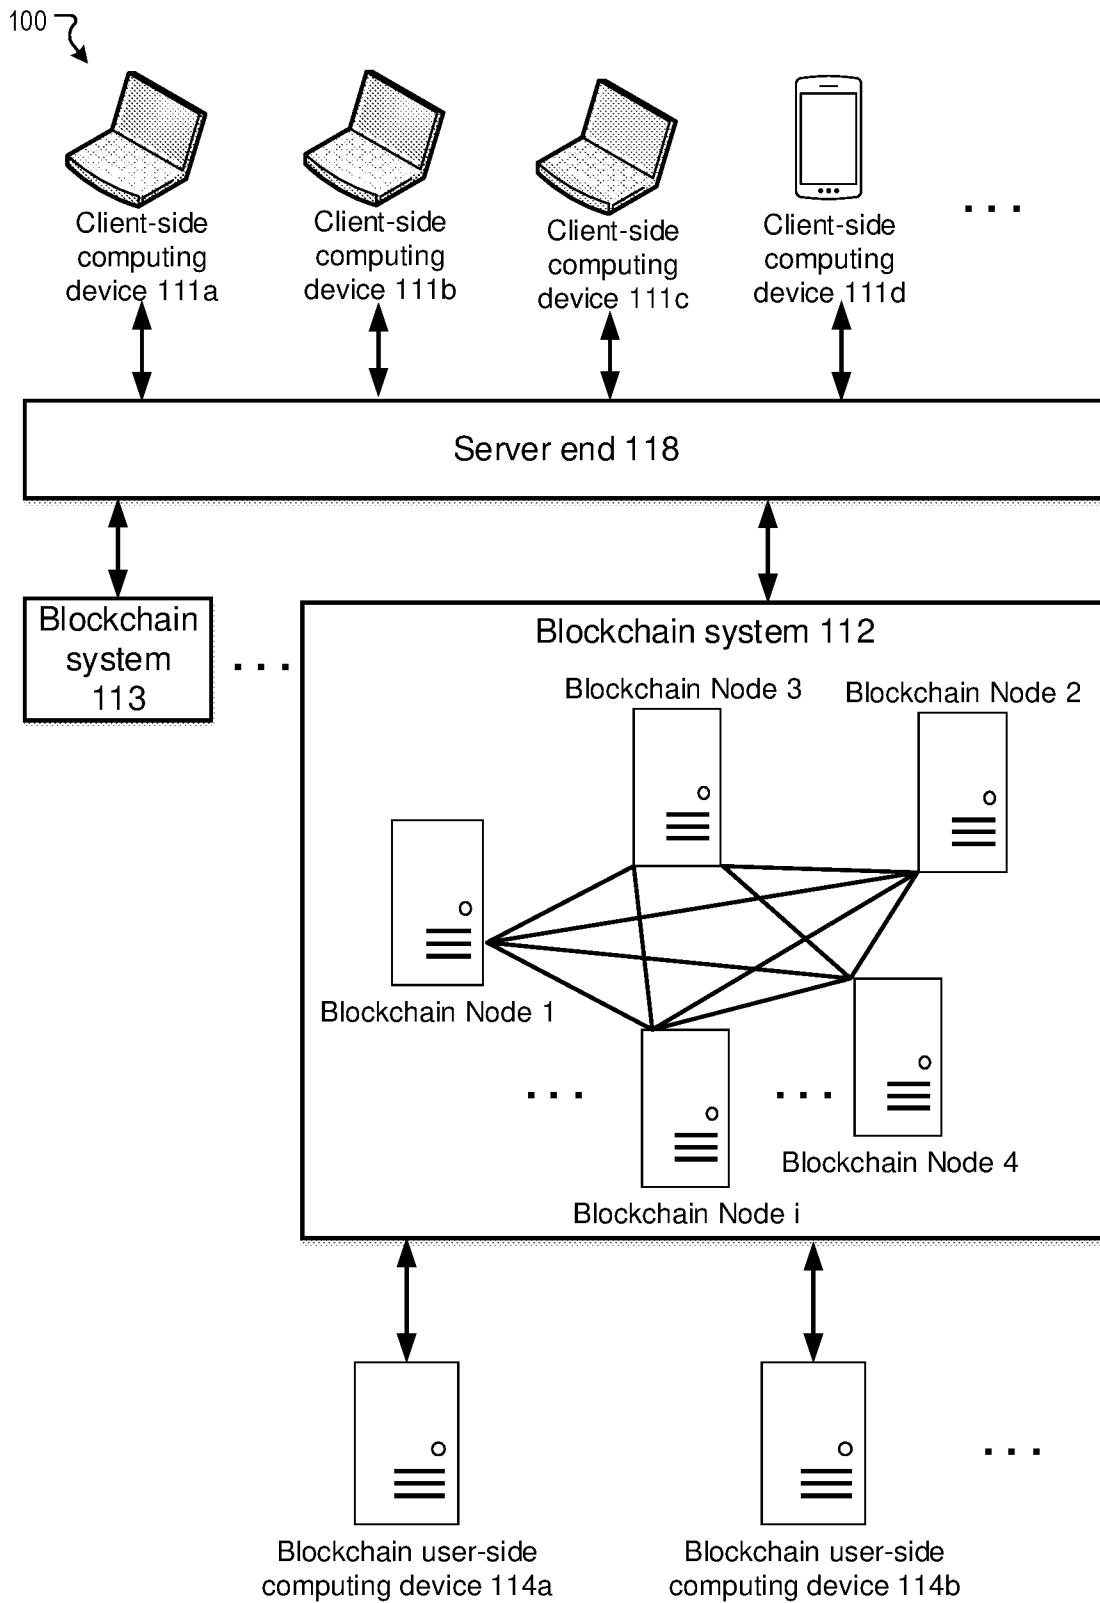 100
Client-side
computing
device 111a
Client-side
computing
device 111b
Client-side
computing
device 111c
Client-side
computing
device 111d
. . .
Server end 118
Blockchain
system
113
. . .
Blockchain system 112
Blockchain Node 3
Blockchain Node 2
Blockchain Node 1
. . .
. . .
Blockchain Node 4
Blockchain Node i
. . .
Blockchain user-side
computing device 114a
Blockchain user-side
computing device 114b